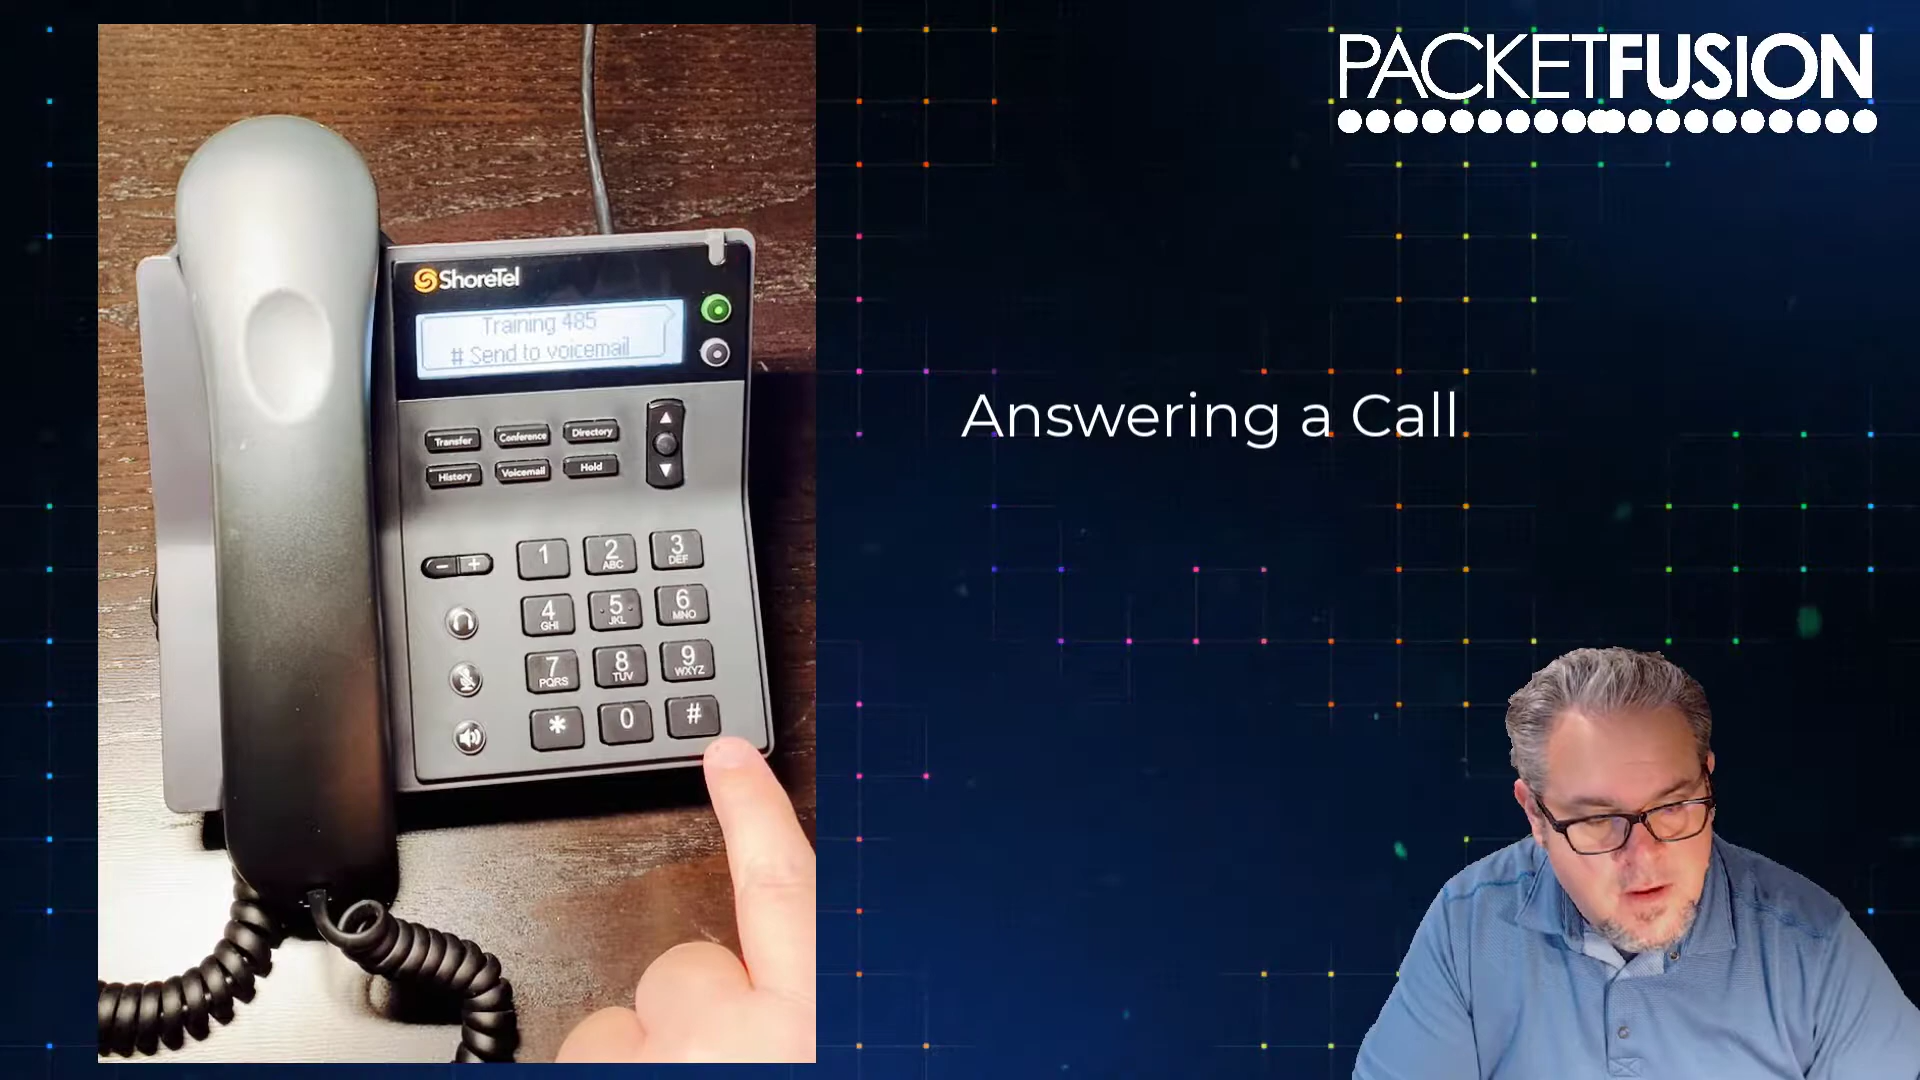 PACKETFUSION
ShoreTel
Training 485
# Send to voicemail
Answering a Call
Transfer Conference Directory
History Voicemail Hold
- +
1 2 ABC 3 DEF
4 GHI 5 JKL 6 MNO
7 PQRS 8 TUV 9 WXYZ
* 0 #